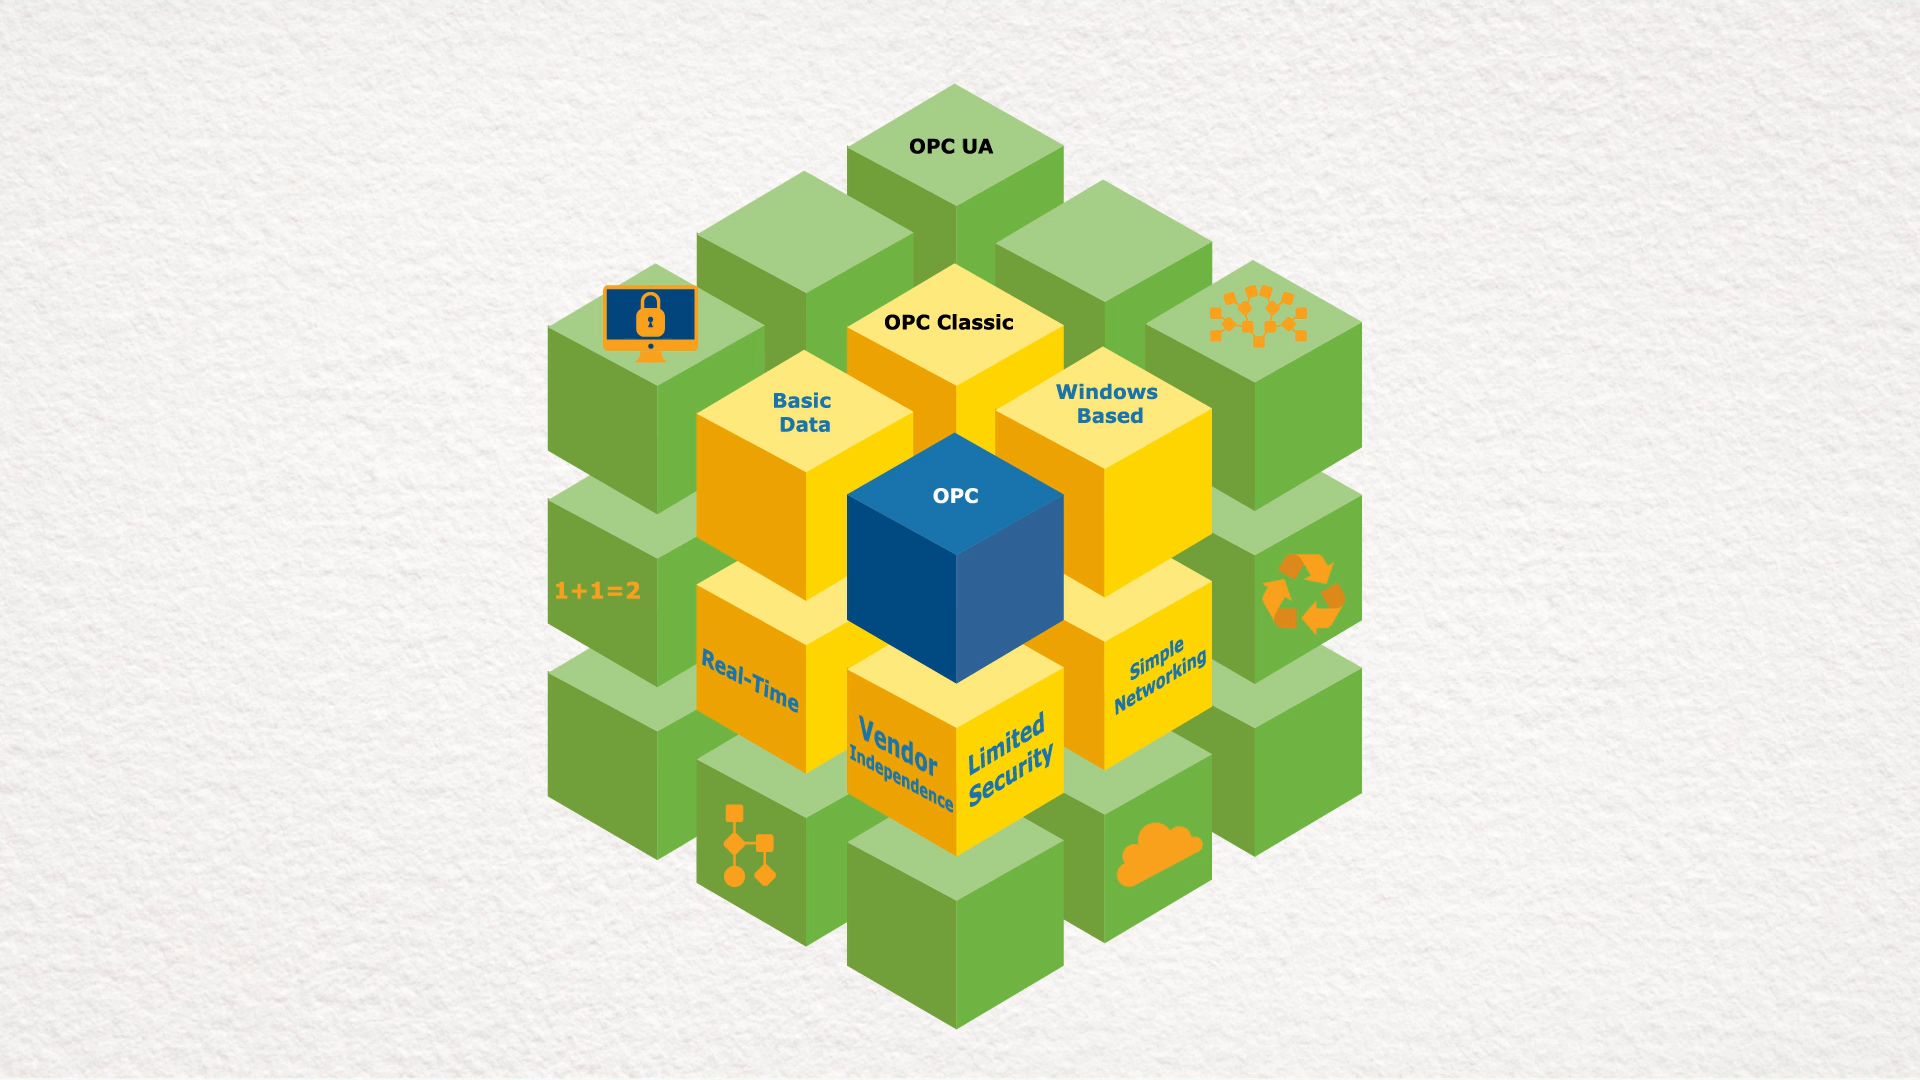 OPC UA
OPC Classic
Basic
Data
Windows
Based
OPC
1+1=2
Real-Time
Simple
Networking
Vendor
Independence
Limited
Security